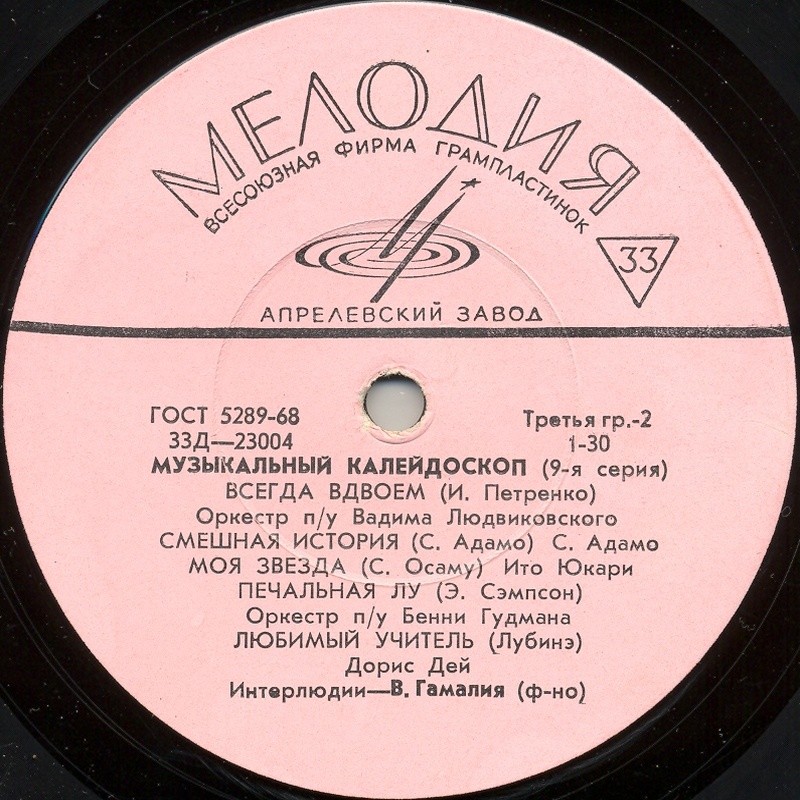 МЕЛОДИЯ
ВСЕСОЮЗНАЯ ФИРМА ГРАМПЛАСТИНОК
33
АПРЕЛЕВСКИЙ ЗАВОД
ГОСТ 5289-68 Третья гр.-2
33Д—23004 1-30
МУЗЫКАЛЬНЫЙ КАЛЕЙДОСКОП (9-я серия)
ВСЕГДА ВДВОЕМ (И. Петренко)
Оркестр п/у Вадима Людвиковского
СМЕШНАЯ ИСТОРИЯ (С. Адамо) С. Адамо
МОЯ ЗВЕЗДА (С. Осаму) Ито Юкари
ПЕЧАЛЬНАЯ ЛУ (Э. Сэмпсон)
Оркестр п/у Бенни Гудмана
ЛЮБИМЫЙ УЧИТЕЛЬ (Лубинэ)
Дорис Дей
Интерлюдии—В. Гамалия (ф-но)